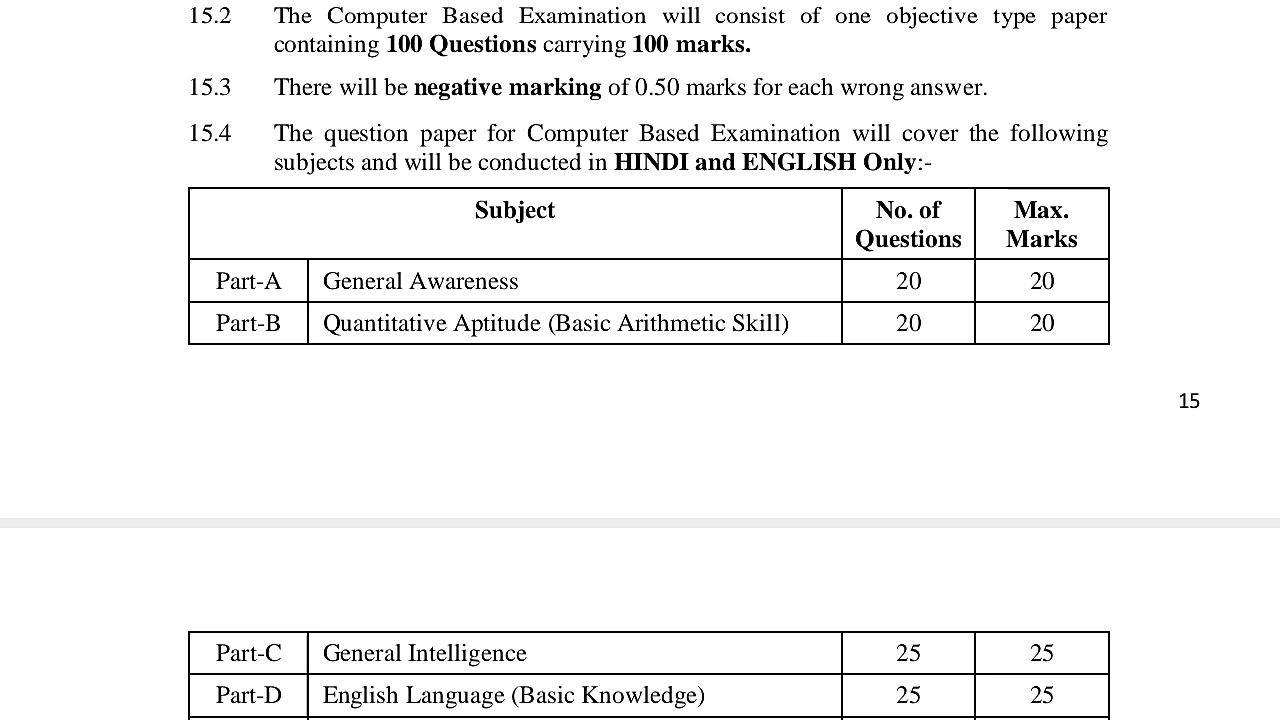 15.2 The Computer Based Examination will consist of one objective type paper
containing 100 Questions carrying 100 marks.
15.3 There will be negative marking of 0.50 marks for each wrong answer.
15.4 The question paper for Computer Based Examination will cover the following
subjects and will be conducted in HINDI and ENGLISH Only:-
Subject No. of Questions Max. Marks
Part-A General Awareness 20 20
Part-B Quantitative Aptitude (Basic Arithmetic Skill) 20 20
15
Part-C General Intelligence 25 25
Part-D English Language (Basic Knowledge) 25 25